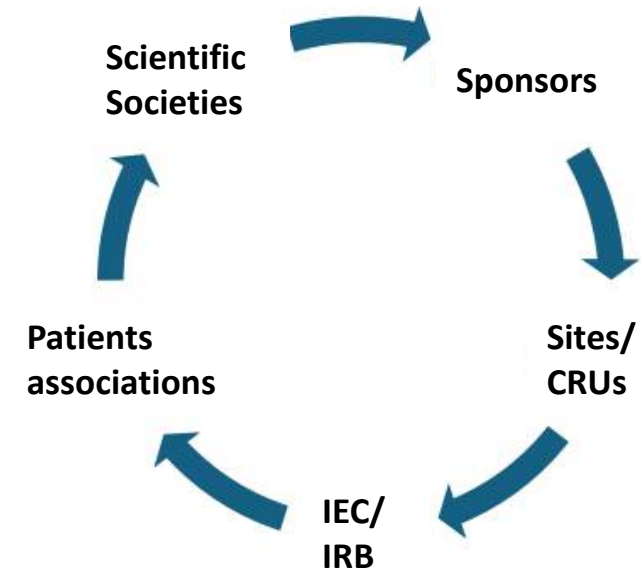 Scientific
Societies
Sponsors
Sites/
CRUs
IEC/
IRB
Patients
associations